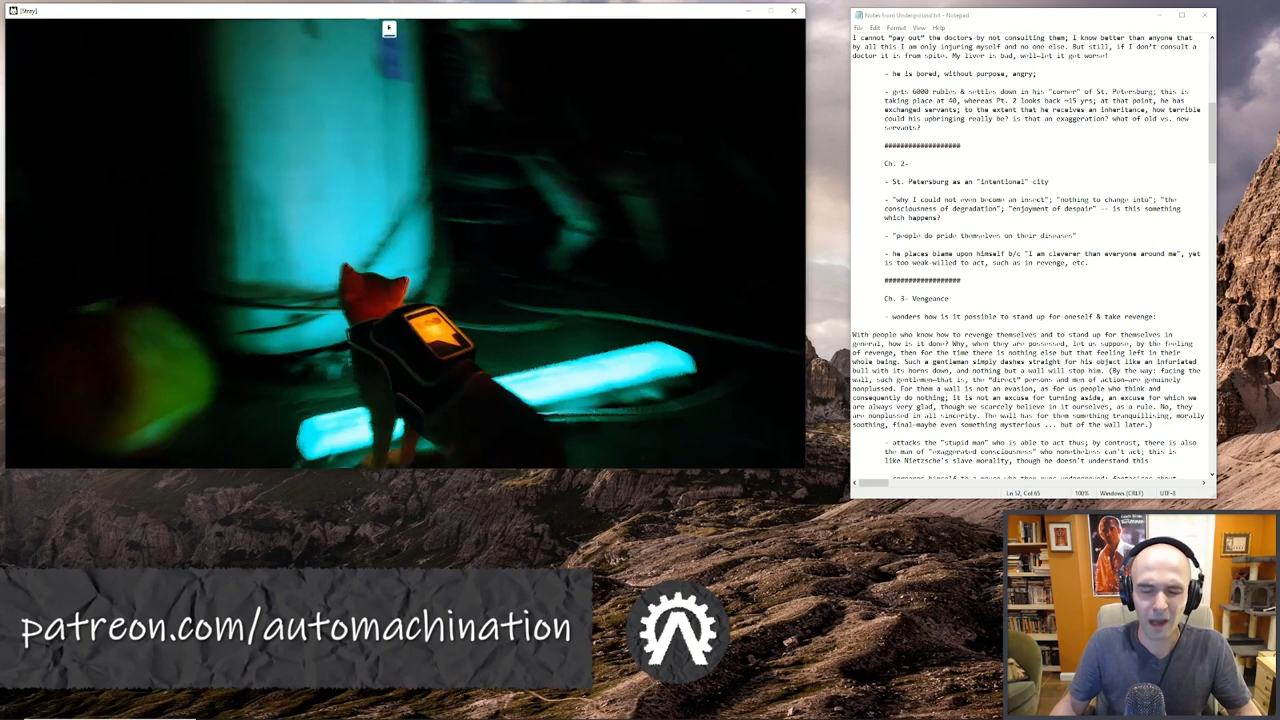 [Stray]
Notes from Underground.txt - Notepad
File Edit Format View Help
I cannot “pay out” the doctors by not consulting them; I know better than anyone that
by all this I am only injuring myself and no one else. But still, if I don’t consult a
doctor it is from spite. My liver is bad, well—let it get worse!
- he is bored, without purpose, angry;
- gets 6000 rubles & settles down in his "corner" of St. Petersburg; this is
taking place at 40, whereas Pt. 2 looks back ~15 yrs; at that point, he has
exchanged servants; to the extent that he receives an inheritance, how terrible
could his upbringing really be? is that an exaggeration? what of old vs. new
servants?
###################
Ch. 2-
- St. Petersburg as an "intentional" city
- "why I could not even become an insect"; "nothing to change into"; "the
consciousness of degradation"; "enjoyment of despair" -- is this something
which happens?
- "people do pride themselves on their diseases"
- he places blame upon himself b/c "I am cleverer than everyone around me", yet
is too weak-willed to act, such as in revenge, etc.
###################
Ch. 3- Vengeance
- wonders how is it possible to stand up for oneself & take revenge:
With people who know how to revenge themselves and to stand up for themselves in
general, how is it done? Why, when they are possessed, let us suppose, by the feeling
of revenge, then for the time there is nothing else but that feeling left in their
whole being. Such a gentleman simply dashes straight for his object like an infuriated
bull with its horns down, and nothing but a wall will stop him. (By the way: facing the
wall, such gentlemen—that is, the “direct” persons and men of action—are genuinely
nonplussed. For them a wall is not an evasion, as for us people who think and
consequently do nothing; it is not an excuse for turning aside, an excuse for which we
are always very glad, though we scarcely believe in it ourselves, as a rule. No, they
are nonplussed in all sincerity. The wall has for them something tranquillising, morally
soothing, final—maybe even something mysterious ... but of the wall later.)
- attacks the "stupid man" who is able to act thus; by contrast, there is also
the man of "exaggerated consciousness" who nonetheless can't act; this is
like Nietzsche's slave morality, though he doesn't understand this
- compares himself to a mouse who then runs underground; fantasizes about
Ln 52, Col 65 100% Windows (CRLF) UTF-8
patreon.com/automachination